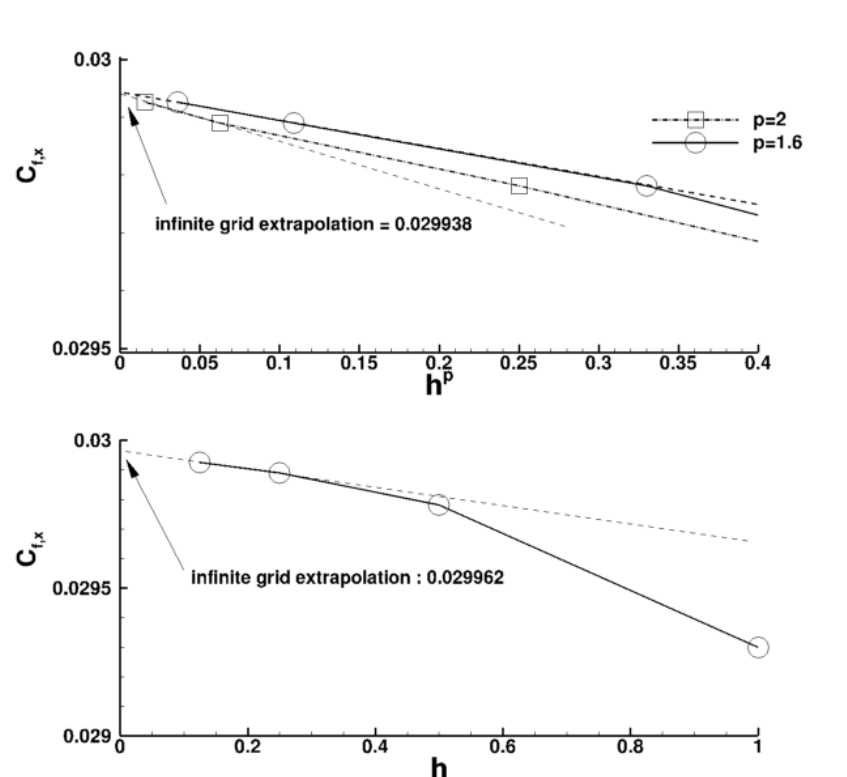 0.03
C_f,x
p=2
p=1.6
infinite grid extrapolation = 0.029938
0.0295
0 0.05 0.1 0.15 0.2 0.25 0.3 0.35 0.4
h^p
0.03
C_f,x
infinite grid extrapolation : 0.029962
0.0295
0.029
0 0.2 0.4 0.6 0.8 1
h